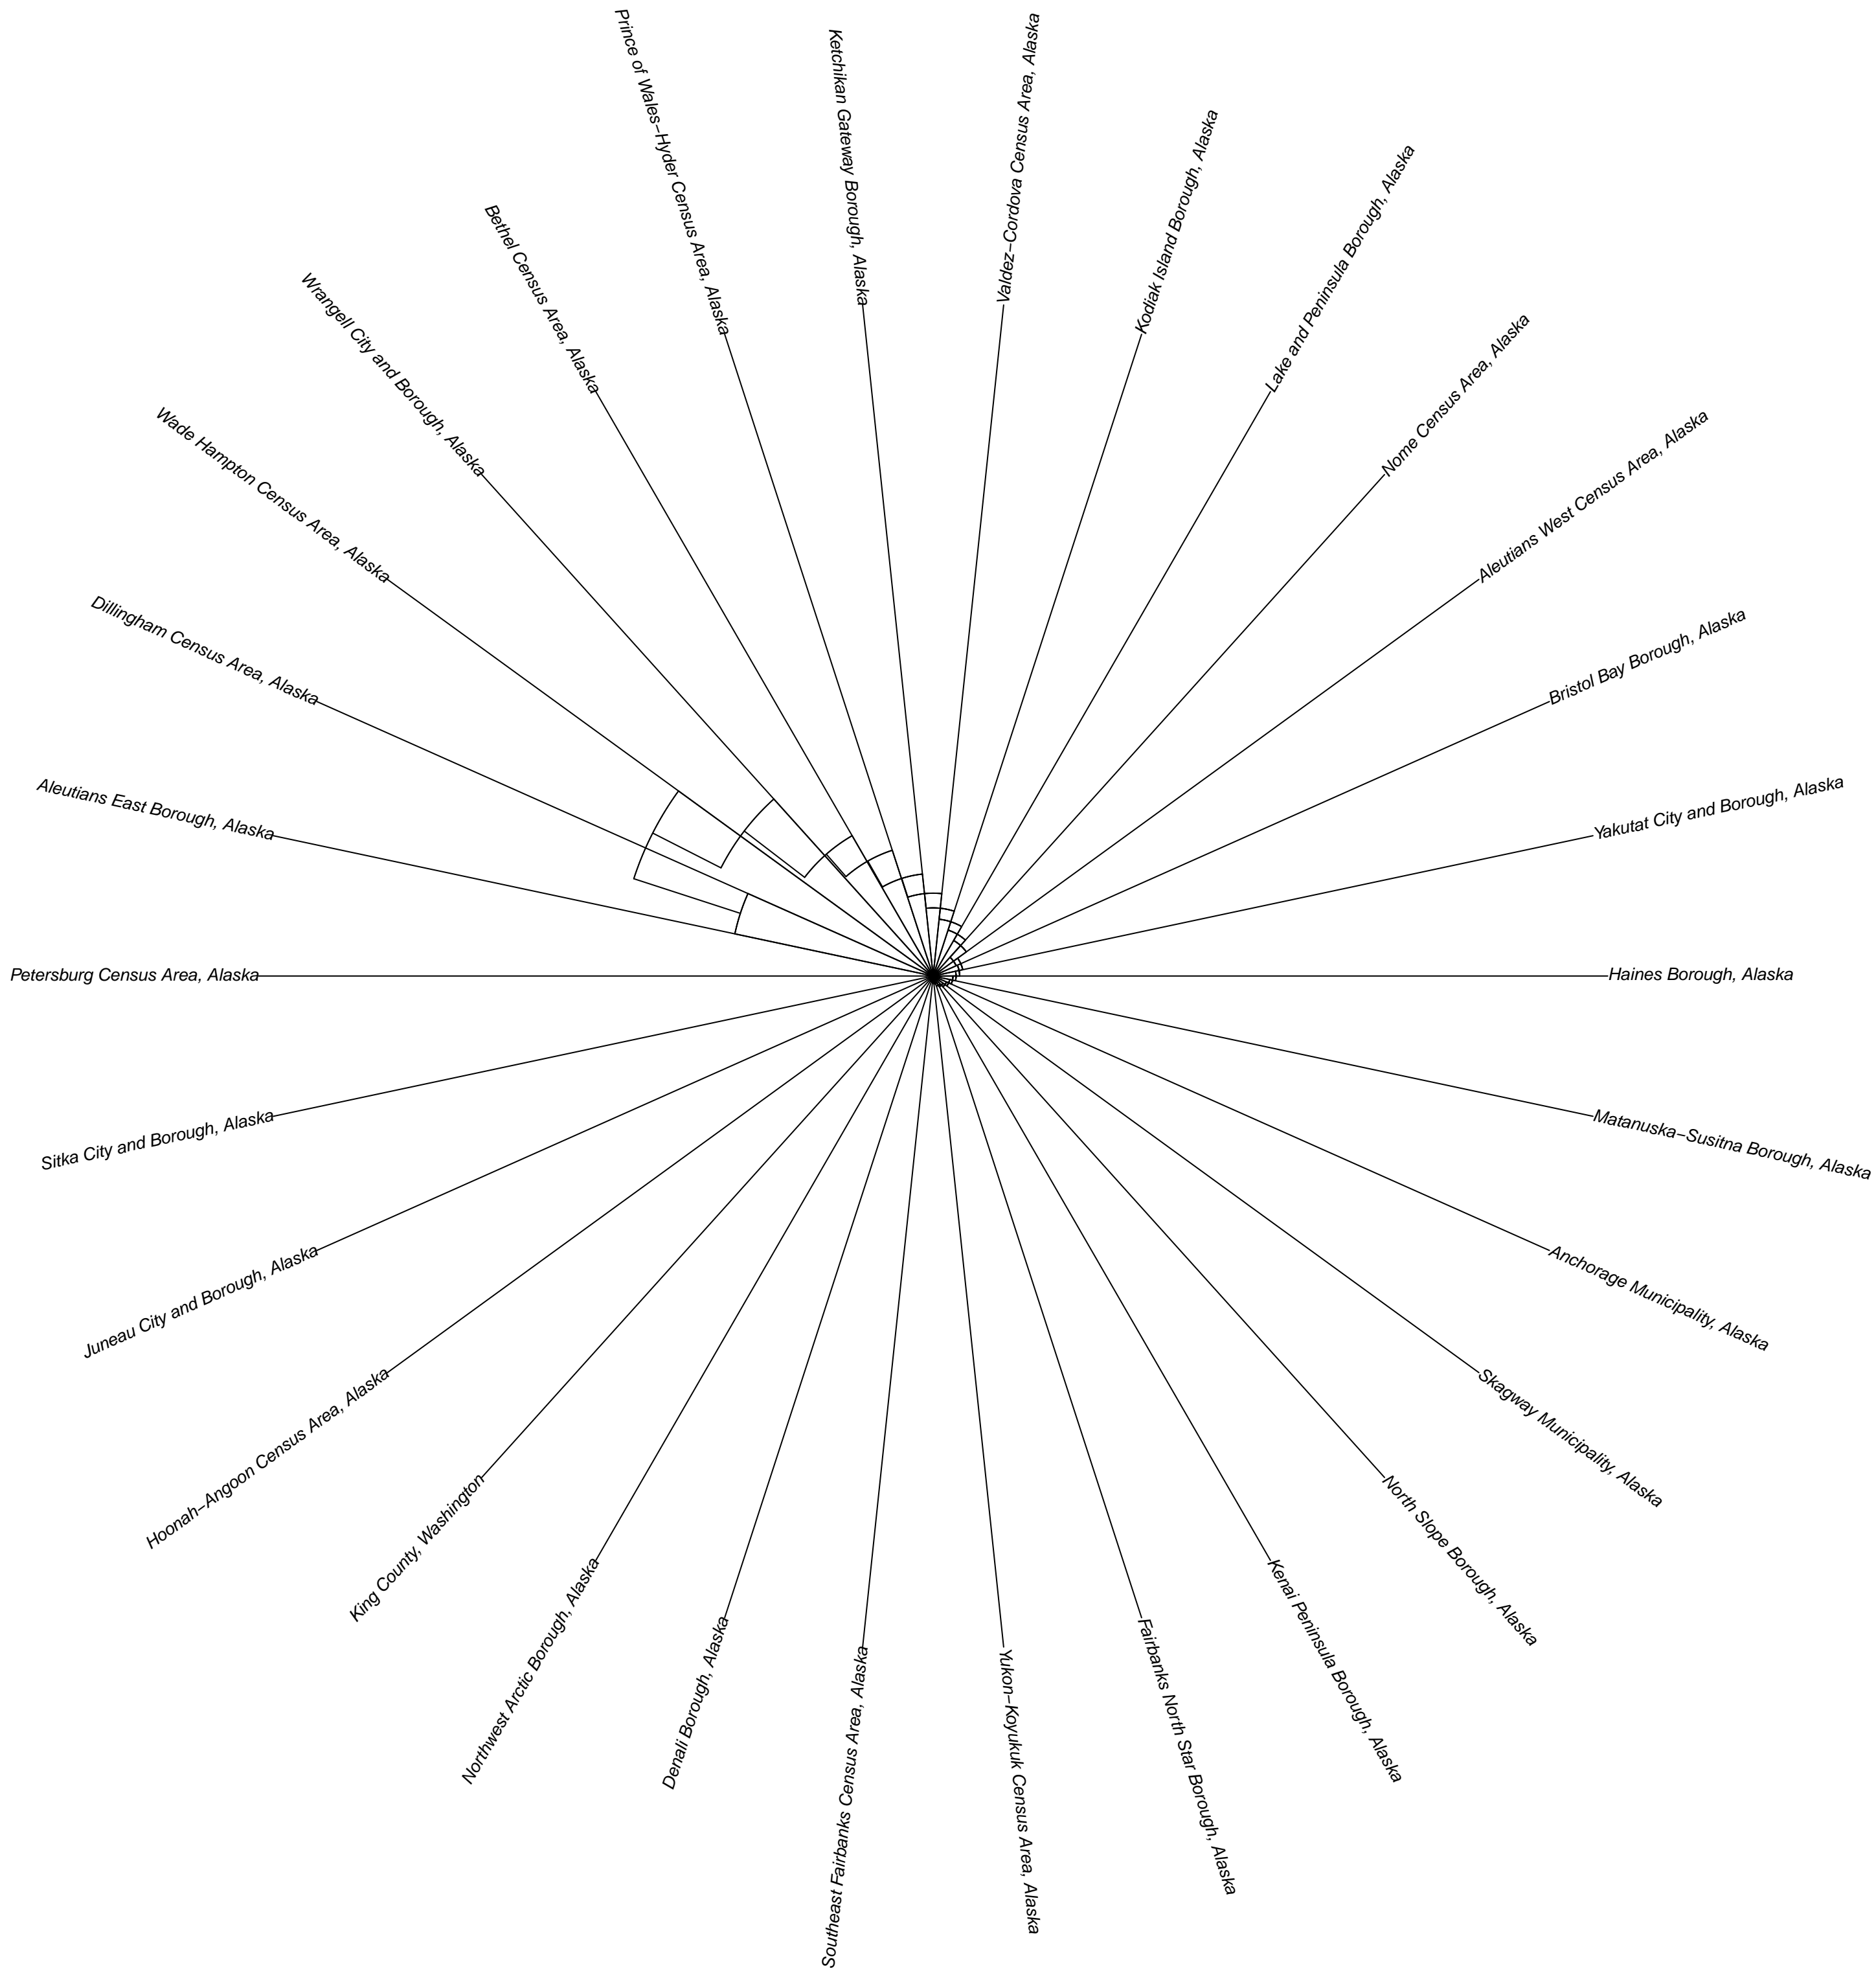 Prince of Wales−Hyder Census Area, Alaska
Ketchikan Gateway Borough, Alaska
Valdez−Cordova Census Area, Alaska
Kodiak Island Borough, Alaska
Lake and Peninsula Borough, Alaska
Nome Census Area, Alaska
Aleutians West Census Area, Alaska
Bristol Bay Borough, Alaska
Yakutat City and Borough, Alaska
Haines Borough, Alaska
Matanuska−Susitna Borough, Alaska
Anchorage Municipality, Alaska
Skagway Municipality, Alaska
North Slope Borough, Alaska
Kenai Peninsula Borough, Alaska
Fairbanks North Star Borough, Alaska
Yukon−Koyukuk Census Area, Alaska
Southeast Fairbanks Census Area, Alaska
Denali Borough, Alaska
Northwest Arctic Borough, Alaska
King County, Washington
Hoonah−Angoon Census Area, Alaska
Juneau City and Borough, Alaska
Sitka City and Borough, Alaska
Petersburg Census Area, Alaska
Aleutians East Borough, Alaska
Dillingham Census Area, Alaska
Wade Hampton Census Area, Alaska
Wrangell City and Borough, Alaska
Bethel Census Area, Alaska